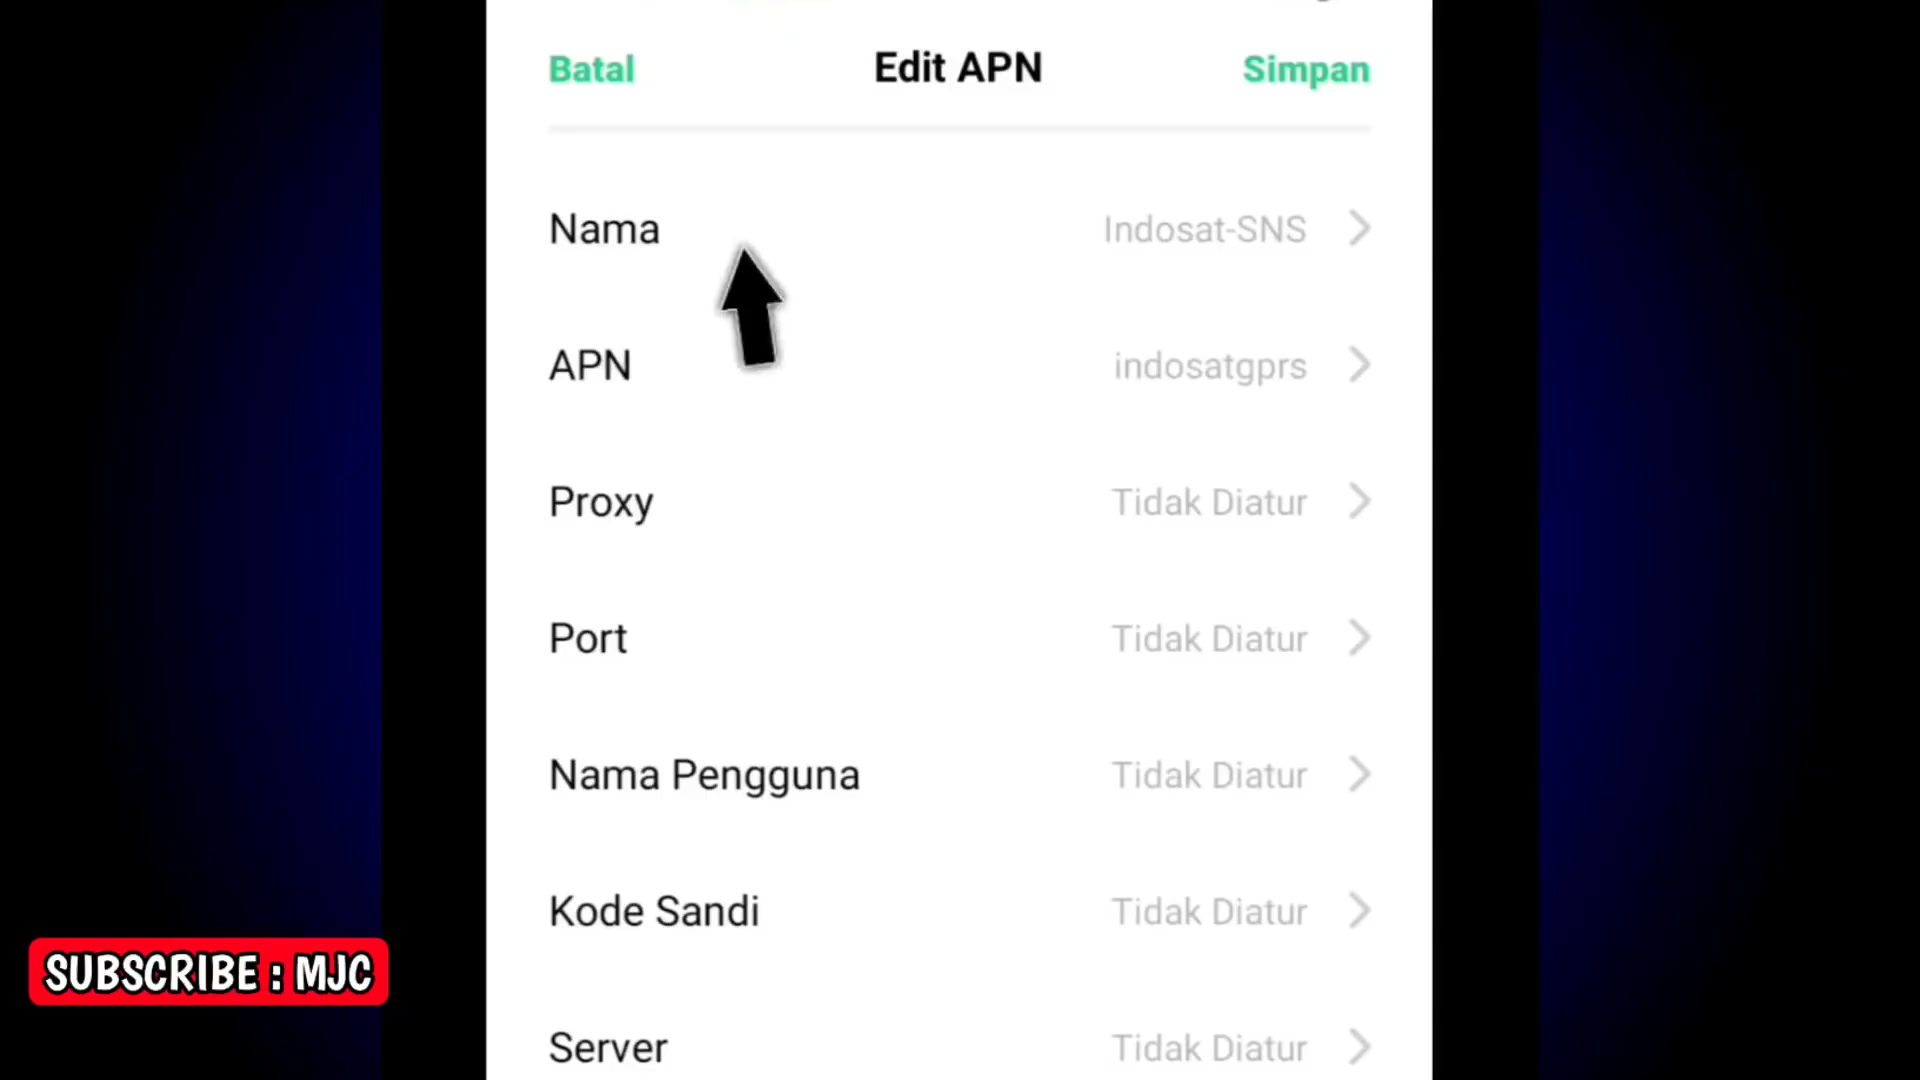 Batal Edit APN Simpan
Nama Indosat-SNS
APN indosatgprs
Proxy Tidak Diatur
Port Tidak Diatur
Nama Pengguna Tidak Diatur
Kode Sandi Tidak Diatur
SUBSCRIBE : MJC
Server Tidak Diatur